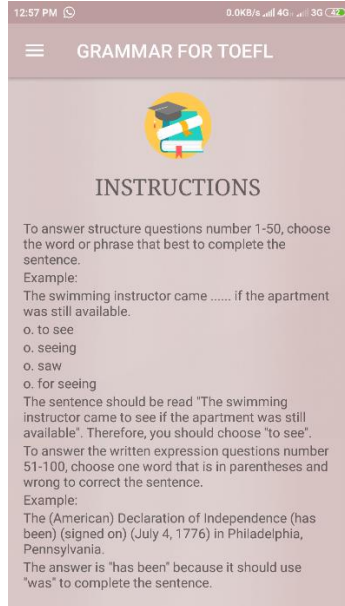 12:57 PM
0.0KB/s 4G 3G 42
GRAMMAR FOR TOEFL
INSTRUCTIONS
To answer structure questions number 1-50, choose
the word or phrase that best to complete the
sentence.
Example:
The swimming instructor came ...... if the apartment
was still available.
o. to see
o. seeing
o. saw
o. for seeing
The sentence should be read "The swimming
instructor came to see if the apartment was still
available". Therefore, you should choose "to see".
To answer the written expression questions number
51-100, choose one word that is in parentheses and
wrong to correct the sentence.
Example:
The (American) Declaration of Independence (has
been) (signed on) (July 4, 1776) in Philadelphia,
Pennsylvania.
The answer is "has been" because it should use
"was" to complete the sentence.